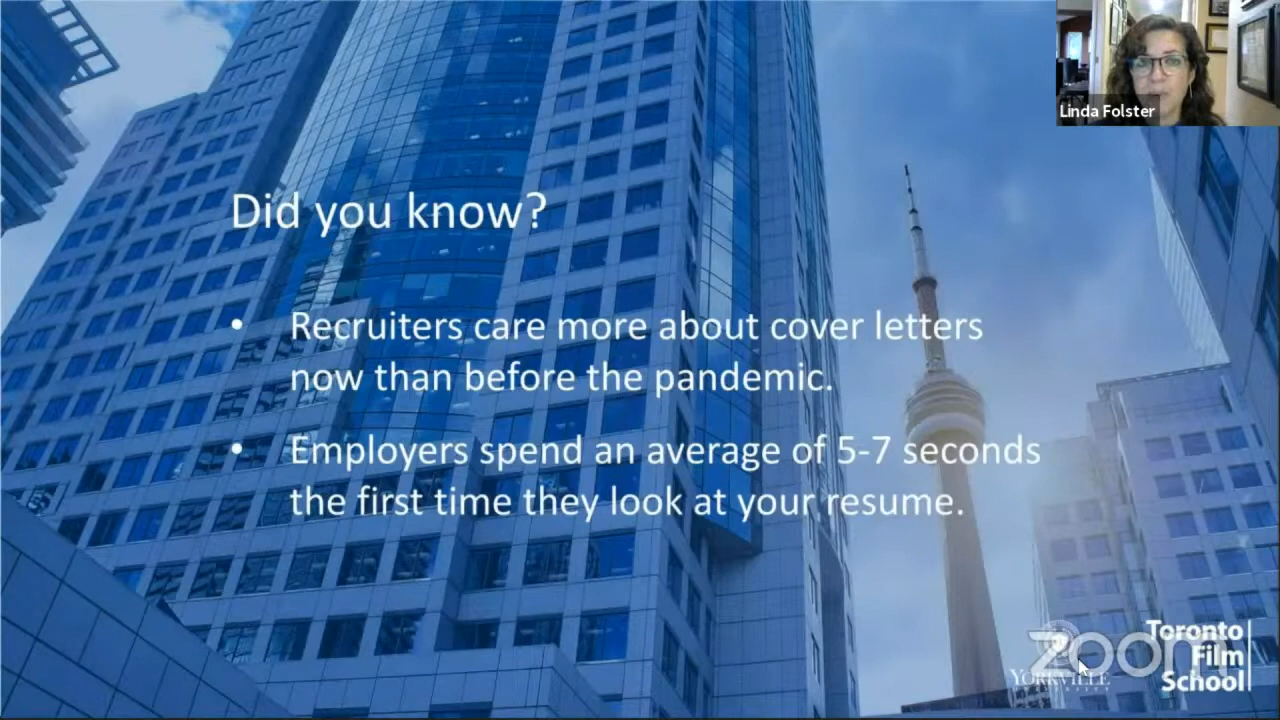 Linda Folster
Did you know?
• Recruiters care more about cover letters
now than before the pandemic.
• Employers spend an average of 5-7 seconds
the first time they look at your resume.
zoom
YORKVILLE
Toronto
Film
School